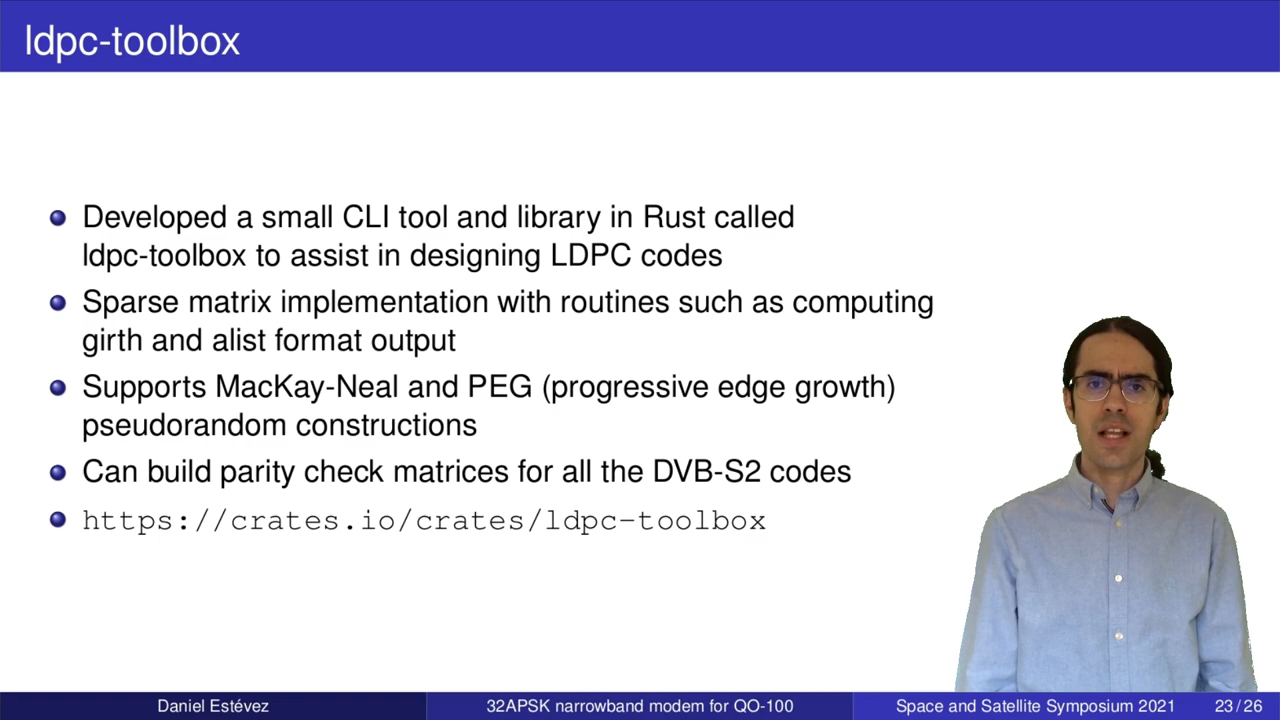 ldpc-toolbox
Developed a small CLI tool and library in Rust called
ldpc-toolbox to assist in designing LDPC codes
Sparse matrix implementation with routines such as computing
girth and alist format output
Supports MacKay-Neal and PEG (progressive edge growth)
pseudorandom constructions
Can build parity check matrices for all the DVB-S2 codes
https://crates.io/crates/ldpc-toolbox
Daniel Estévez
32APSK narrowband modem for QO-100
Space and Satellite Symposium 2021
23 / 26